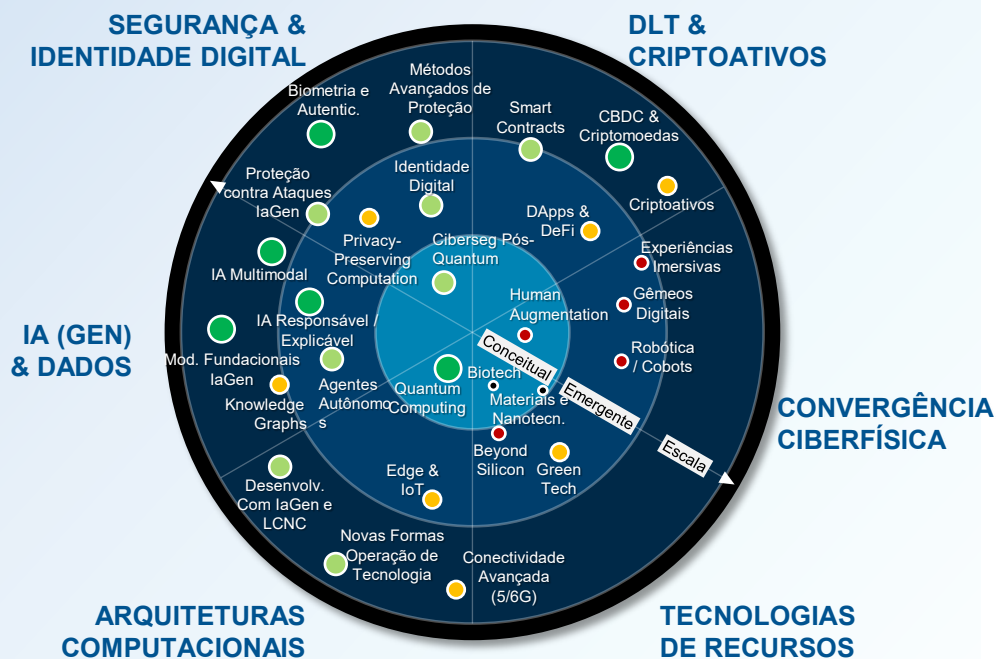 SEGURANÇA &
IDENTIDADE DIGITAL
DLT &
CRIPTOATIVOS
Biometria e
Autentic.
Métodos
Avançados de
Proteção
Smart
Contracts
CBDC &
Criptomoedas
Criptoativos
Proteção
contra Ataques
IaGen
Identidade
Digital
Privacy-
Preserving
Computation
DApps &
DeFi
Ciberseg Pós-
Quantum
Experiências
Imersivas
IA Multimodal
Human
Augmentation
Gêmeos
Digitais
IA (GEN)
& DADOS
IA Responsável /
Explicável
Mod. Fundacionais
IaGen
Agentes
Autônomo
s
Knowledge
Graphs
Robótica
/ Cobots
Quantum
Computing
Biotech
Materiais e
Nanotecn.
Conceitual
Emergente
Escala
CONVERGÊNCIA
CIBERFÍSICA
Beyond
Silicon
Green
Tech
Edge &
IoT
Desenvolv.
Com IaGen e
LCNC
Novas Formas
Operação de
Tecnologia
Conectividade
Avançada
(5/6G)
ARQUITETURAS
COMPUTACIONAIS
TECNOLOGIAS
DE RECURSOS